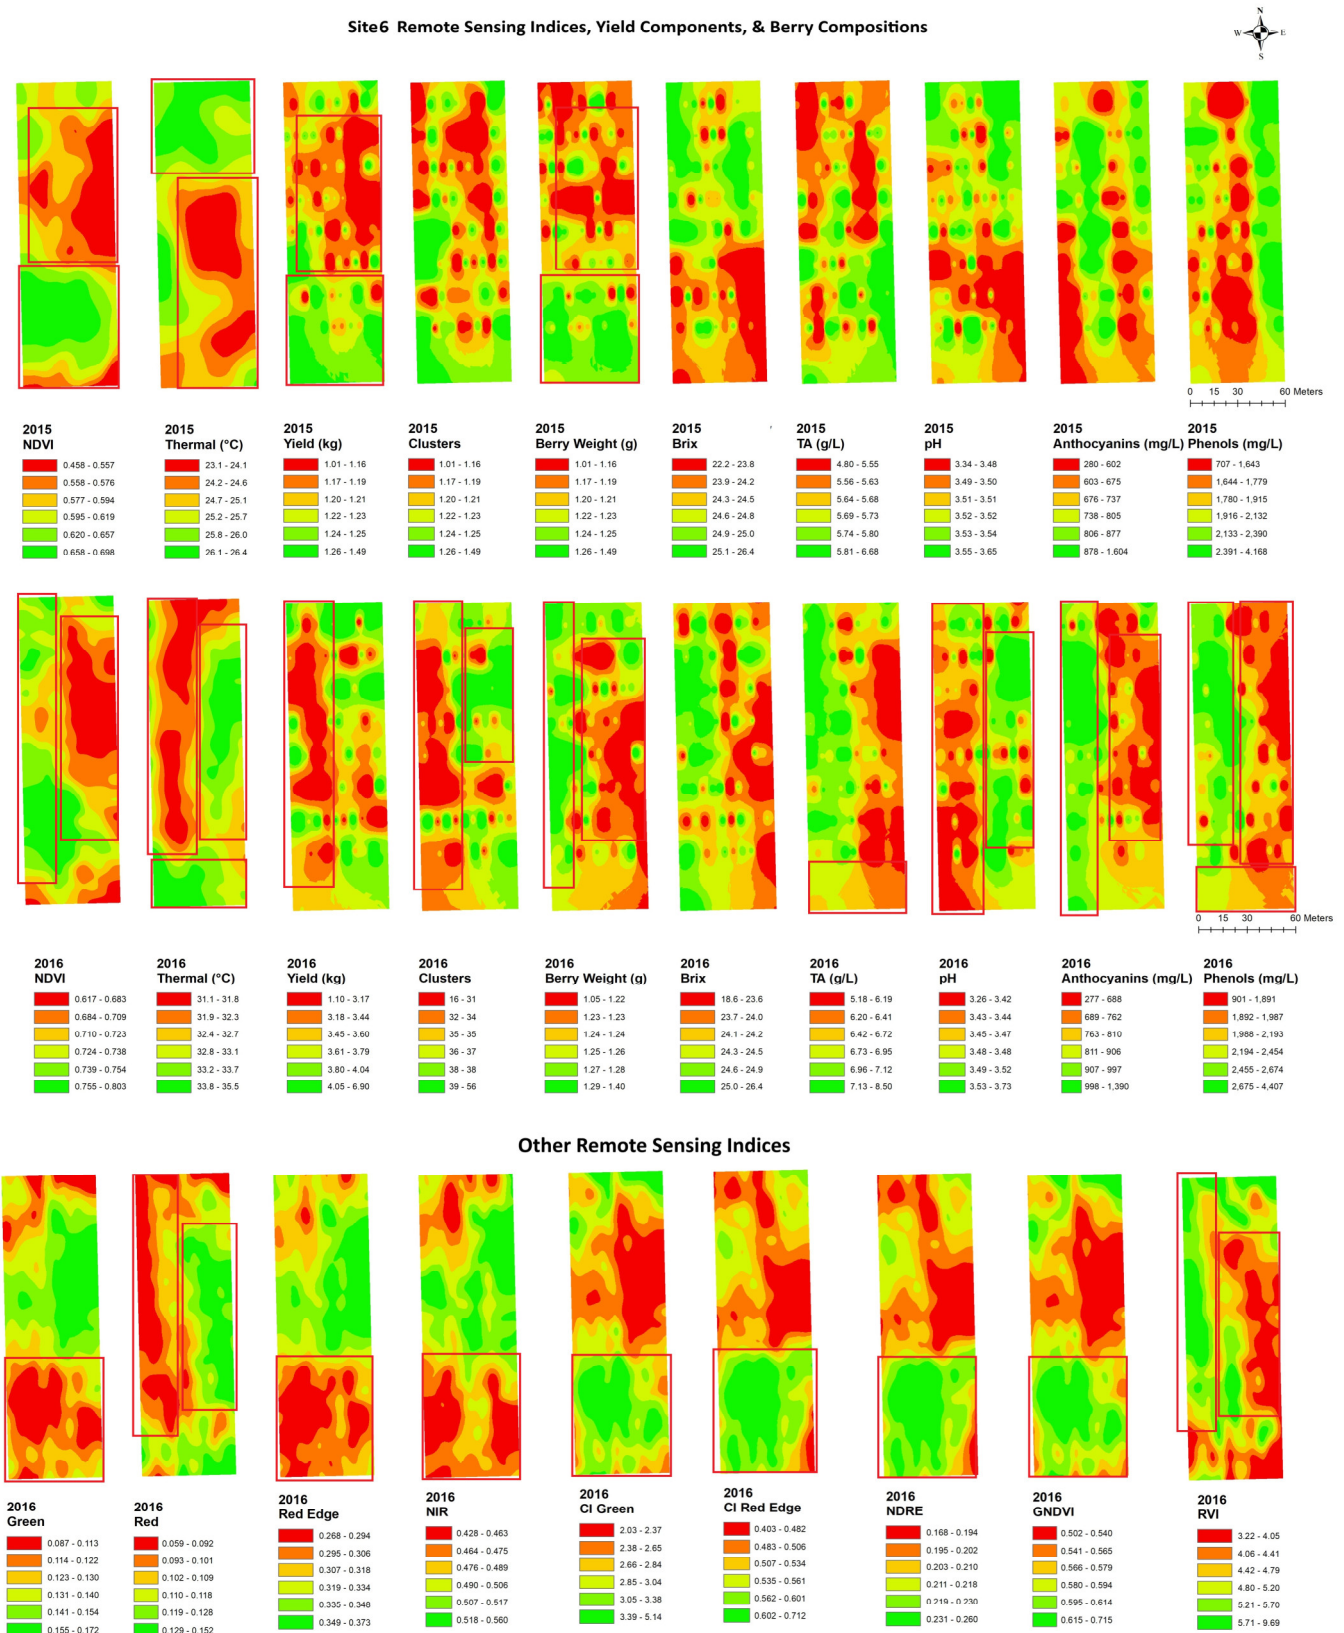 Site6 Remote Sensing Indices, Yield Components, & Berry Compositions
N
W E
S
0 15 30 60 Meters
2015 2015 2015 2015 2015 2015 2015 2015 2015 2015
NDVI Thermal (°C) Yield (kg) Clusters Berry Weight (g) Brix TA (g/L) pH Anthocyanins (mg/L) Phenols (mg/L)
0.458 - 0.557 23.1 - 24.1 1.01 - 1.16 1.01 - 1.16 1.01 - 1.16 22.2 - 23.8 4.80 - 5.55 3.34 - 3.48 280 - 602 707 - 1,643
0.558 - 0.576 24.2 - 24.6 1.17 - 1.19 1.17 - 1.19 1.17 - 1.19 23.9 - 24.2 5.56 - 5.63 3.49 - 3.50 603 - 675 1,644 - 1,779
0.577 - 0.594 24.7 - 25.1 1.20 - 1.21 1.20 - 1.21 1.20 - 1.21 24.3 - 24.5 5.64 - 5.68 3.51 - 3.51 676 - 737 1,780 - 1,915
0.595 - 0.619 25.2 - 25.7 1.22 - 1.23 1.22 - 1.23 1.22 - 1.23 24.6 - 24.8 5.69 - 5.73 3.52 - 3.52 738 - 805 1,916 - 2,132
0.620 - 0.657 25.8 - 26.0 1.24 - 1.25 1.24 - 1.25 1.24 - 1.25 24.9 - 25.0 5.74 - 5.80 3.53 - 3.54 806 - 877 2,133 - 2,390
0.658 - 0.698 26.1 - 26.4 1.26 - 1.49 1.26 - 1.49 1.26 - 1.49 25.1 - 26.4 5.81 - 6.68 3.55 - 3.65 878 - 1.604 2.391 - 4.168
0 15 30 60 Meters
2016 2016 2016 2016 2016 2016 2016 2016 2016 2016
NDVI Thermal (°C) Yield (kg) Clusters Berry Weight (g) Brix TA (g/L) pH Anthocyanins (mg/L) Phenols (mg/L)
0.617 - 0.683 31.1 - 31.8 1.10 - 3.17 16 - 31 1.05 - 1.22 18.6 - 23.6 5.18 - 6.19 3.26 - 3.42 277 - 688 901 - 1,891
0.684 - 0.709 31.9 - 32.3 3.18 - 3.44 32 - 34 1.23 - 1.23 23.7 - 24.0 6.20 - 6.41 3.43 - 3.44 689 - 762 1,892 - 1,987
0.710 - 0.723 32.4 - 32.7 3.45 - 3.60 35 - 35 1.24 - 1.24 24.1 - 24.2 6.42 - 6.72 3.45 - 3.47 763 - 810 1,988 - 2,193
0.724 - 0.738 32.8 - 33.1 3.61 - 3.79 36 - 37 1.25 - 1.26 24.3 - 24.5 6.73 - 6.95 3.48 - 3.48 811 - 906 2,194 - 2,454
0.739 - 0.754 33.2 - 33.7 3.80 - 4.04 38 - 38 1.27 - 1.28 24.6 - 24.9 6.96 - 7.12 3.49 - 3.52 907 - 997 2,455 - 2,674
0.755 - 0.803 33.8 - 35.5 4.05 - 6.90 39 - 56 1.29 - 1.40 25.0 - 26.4 7.13 - 8.50 3.53 - 3.73 998 - 1,390 2,675 - 4,407
Other Remote Sensing Indices
2016 2016 2016 2016 2016 2016 2016 2016 2016
Green Red Red Edge NIR CI Green CI Red Edge NDRE GNDVI RVI
0.087 - 0.113 0.059 - 0.092 0.268 - 0.294 0.428 - 0.463 2.03 - 2.37 0.403 - 0.482 0.168 - 0.194 0.502 - 0.540 3.22 - 4.05
0.114 - 0.122 0.093 - 0.101 0.295 - 0.306 0.464 - 0.475 2.38 - 2.65 0.483 - 0.506 0.195 - 0.202 0.541 - 0.565 4.06 - 4.41
0.123 - 0.130 0.102 - 0.109 0.307 - 0.318 0.476 - 0.489 2.66 - 2.84 0.507 - 0.534 0.203 - 0.210 0.566 - 0.579 4.42 - 4.79
0.131 - 0.140 0.110 - 0.118 0.319 - 0.334 0.490 - 0.506 2.85 - 3.04 0.535 - 0.561 0.211 - 0.218 0.580 - 0.594 4.80 - 5.20
0.141 - 0.154 0.119 - 0.128 0.335 - 0.348 0.507 - 0.517 3.05 - 3.38 0.562 - 0.601 0.219 - 0.230 0.595 - 0.614 5.21 - 5.70
0.155 - 0.172 0.129 - 0.152 0.349 - 0.373 0.518 - 0.560 3.39 - 5.14 0.602 - 0.712 0.231 - 0.260 0.615 - 0.715 5.71 - 9.69